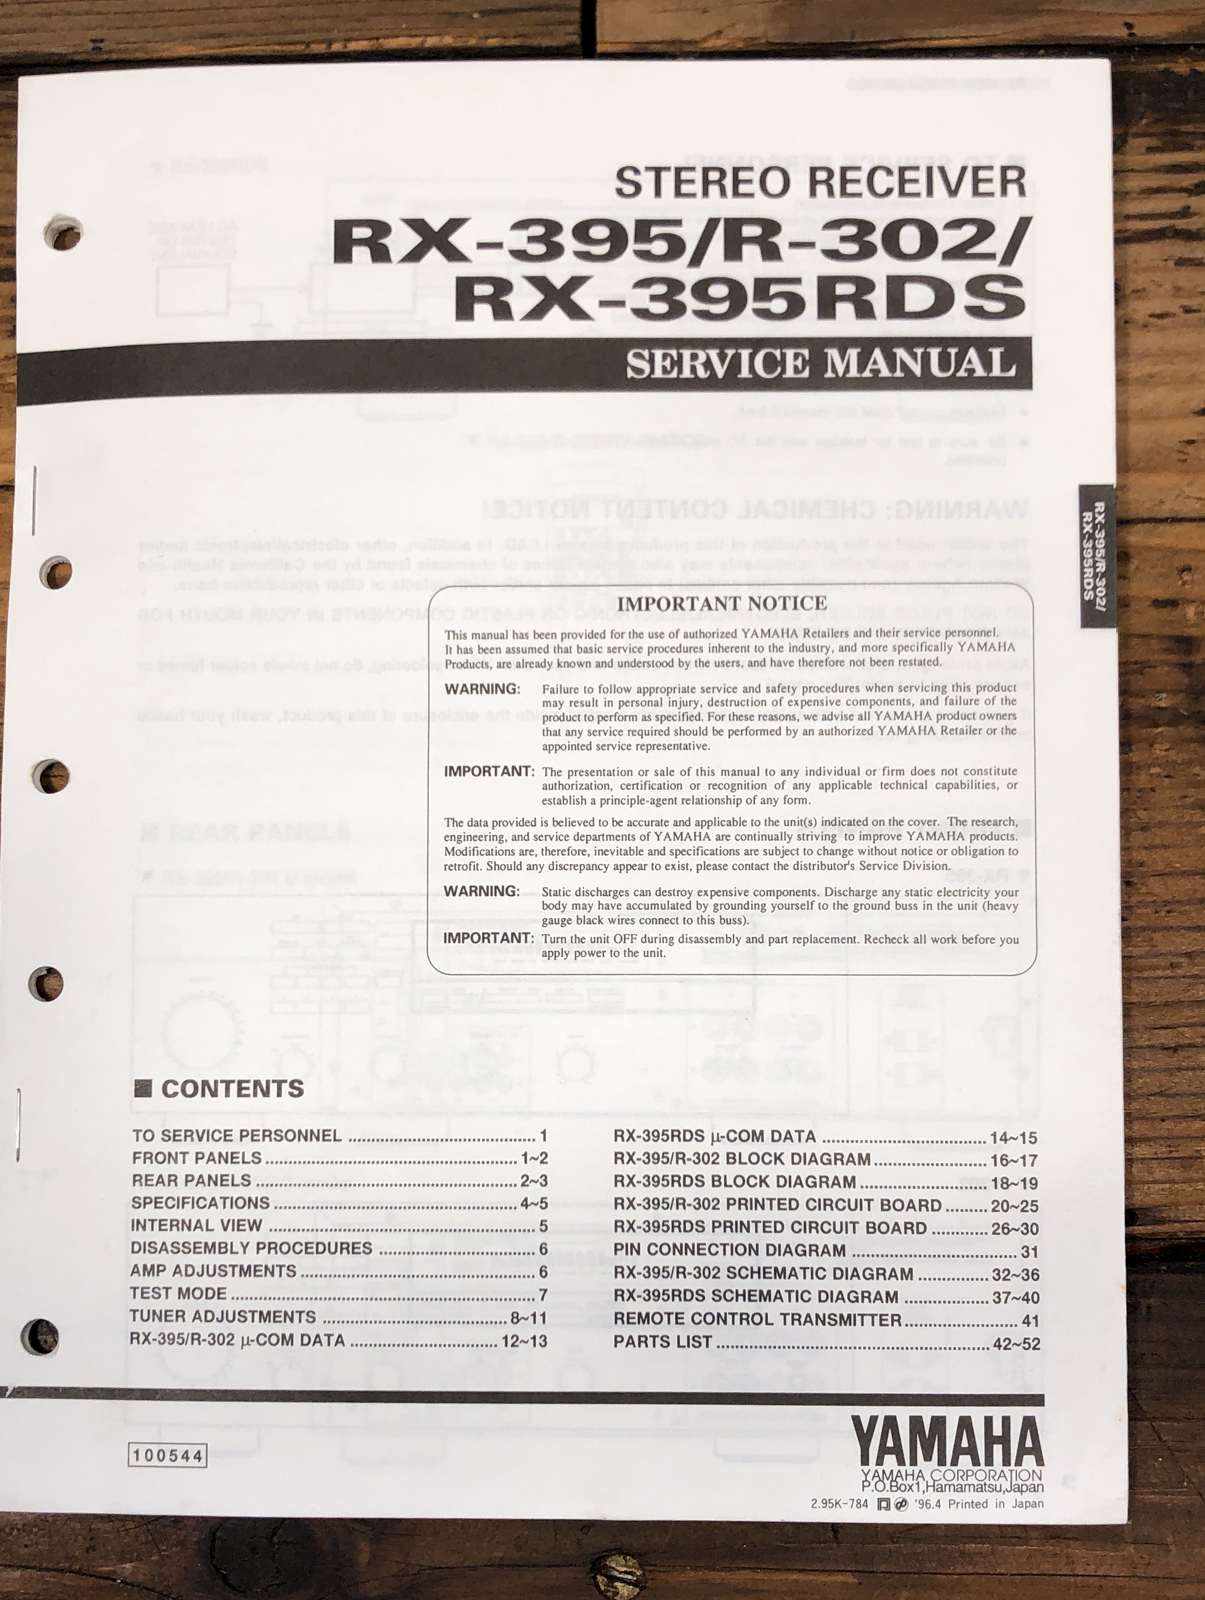 STEREO RECEIVER
RX-395/R-302/
RX-395RDS
SERVICE MANUAL
RX-395/R-302/
RX-395RDS
IMPORTANT NOTICE
This manual has been provided for the use of authorized YAMAHA Retailers and their service personnel.
It has been assumed that basic service procedures inherent to the industry, and more specifically YAMAHA
Products, are already known and understood by the users, and have therefore not been restated.
WARNING: Failure to follow appropriate service and safety procedures when servicing this product
may result in personal injury, destruction of expensive components, and failure of the
product to perform as specified. For these reasons, we advise all YAMAHA product owners
that any service required should be performed by an authorized YAMAHA Retailer or the
appointed service representative.
IMPORTANT: The presentation or sale of this manual to any individual or firm does not constitute
authorization, certification or recognition of any applicable technical capabilities, or
establish a principle-agent relationship of any form.
The data provided is believed to be accurate and applicable to the unit(s) indicated on the cover. The research,
engineering, and service departments of YAMAHA are continually striving to improve YAMAHA products.
Modifications are, therefore, inevitable and specifications are subject to change without notice or obligation to
retrofit. Should any discrepancy appear to exist, please contact the distributor's Service Division.
WARNING: Static discharges can destroy expensive components. Discharge any static electricity your
body may have accumulated by grounding yourself to the ground buss in the unit (heavy
gauge black wires connect to this buss).
IMPORTANT: Turn the unit OFF during disassembly and part replacement. Recheck all work before you
apply power to the unit.
■ CONTENTS
TO SERVICE PERSONNEL ........................................ 1
FRONT PANELS ...................................................... 1~2
REAR PANELS ........................................................ 2~3
SPECIFICATIONS .................................................... 4~5
INTERNAL VIEW ......................................................... 5
DISASSEMBLY PROCEDURES ................................. 6
AMP ADJUSTMENTS .................................................. 6
TEST MODE ................................................................ 7
TUNER ADJUSTMENTS ....................................... 8~11
RX-395/R-302 µ-COM DATA ................................ 12~13
RX-395RDS µ-COM DATA ................................... 14~15
RX-395/R-302 BLOCK DIAGRAM ........................ 16~17
RX-395RDS BLOCK DIAGRAM ........................... 18~19
RX-395/R-302 PRINTED CIRCUIT BOARD ......... 20~25
RX-395RDS PRINTED CIRCUIT BOARD ............ 26~30
PIN CONNECTION DIAGRAM ................................... 31
RX-395/R-302 SCHEMATIC DIAGRAM ............... 32~36
RX-395RDS SCHEMATIC DIAGRAM .................. 37~40
REMOTE CONTROL TRANSMITTER ........................ 41
PARTS LIST .......................................................... 42~52
100544
YAMAHA
YAMAHA CORPORATION
P.O.Box1,Hamamatsu,Japan
2.95K-784 '96.4 Printed in Japan